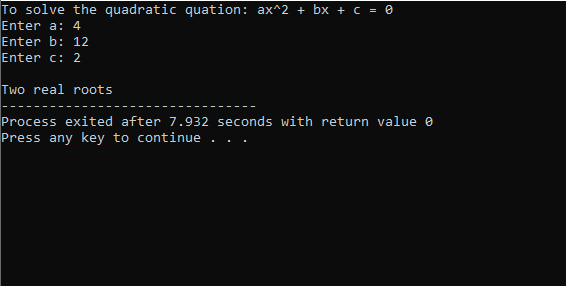 To solve the quadratic quation: ax^2 + bx + c = 0
Enter a: 4
Enter b: 12
Enter c: 2
Two real roots
--------------------------------
Process exited after 7.932 seconds with return value 0
Press any key to continue . . .